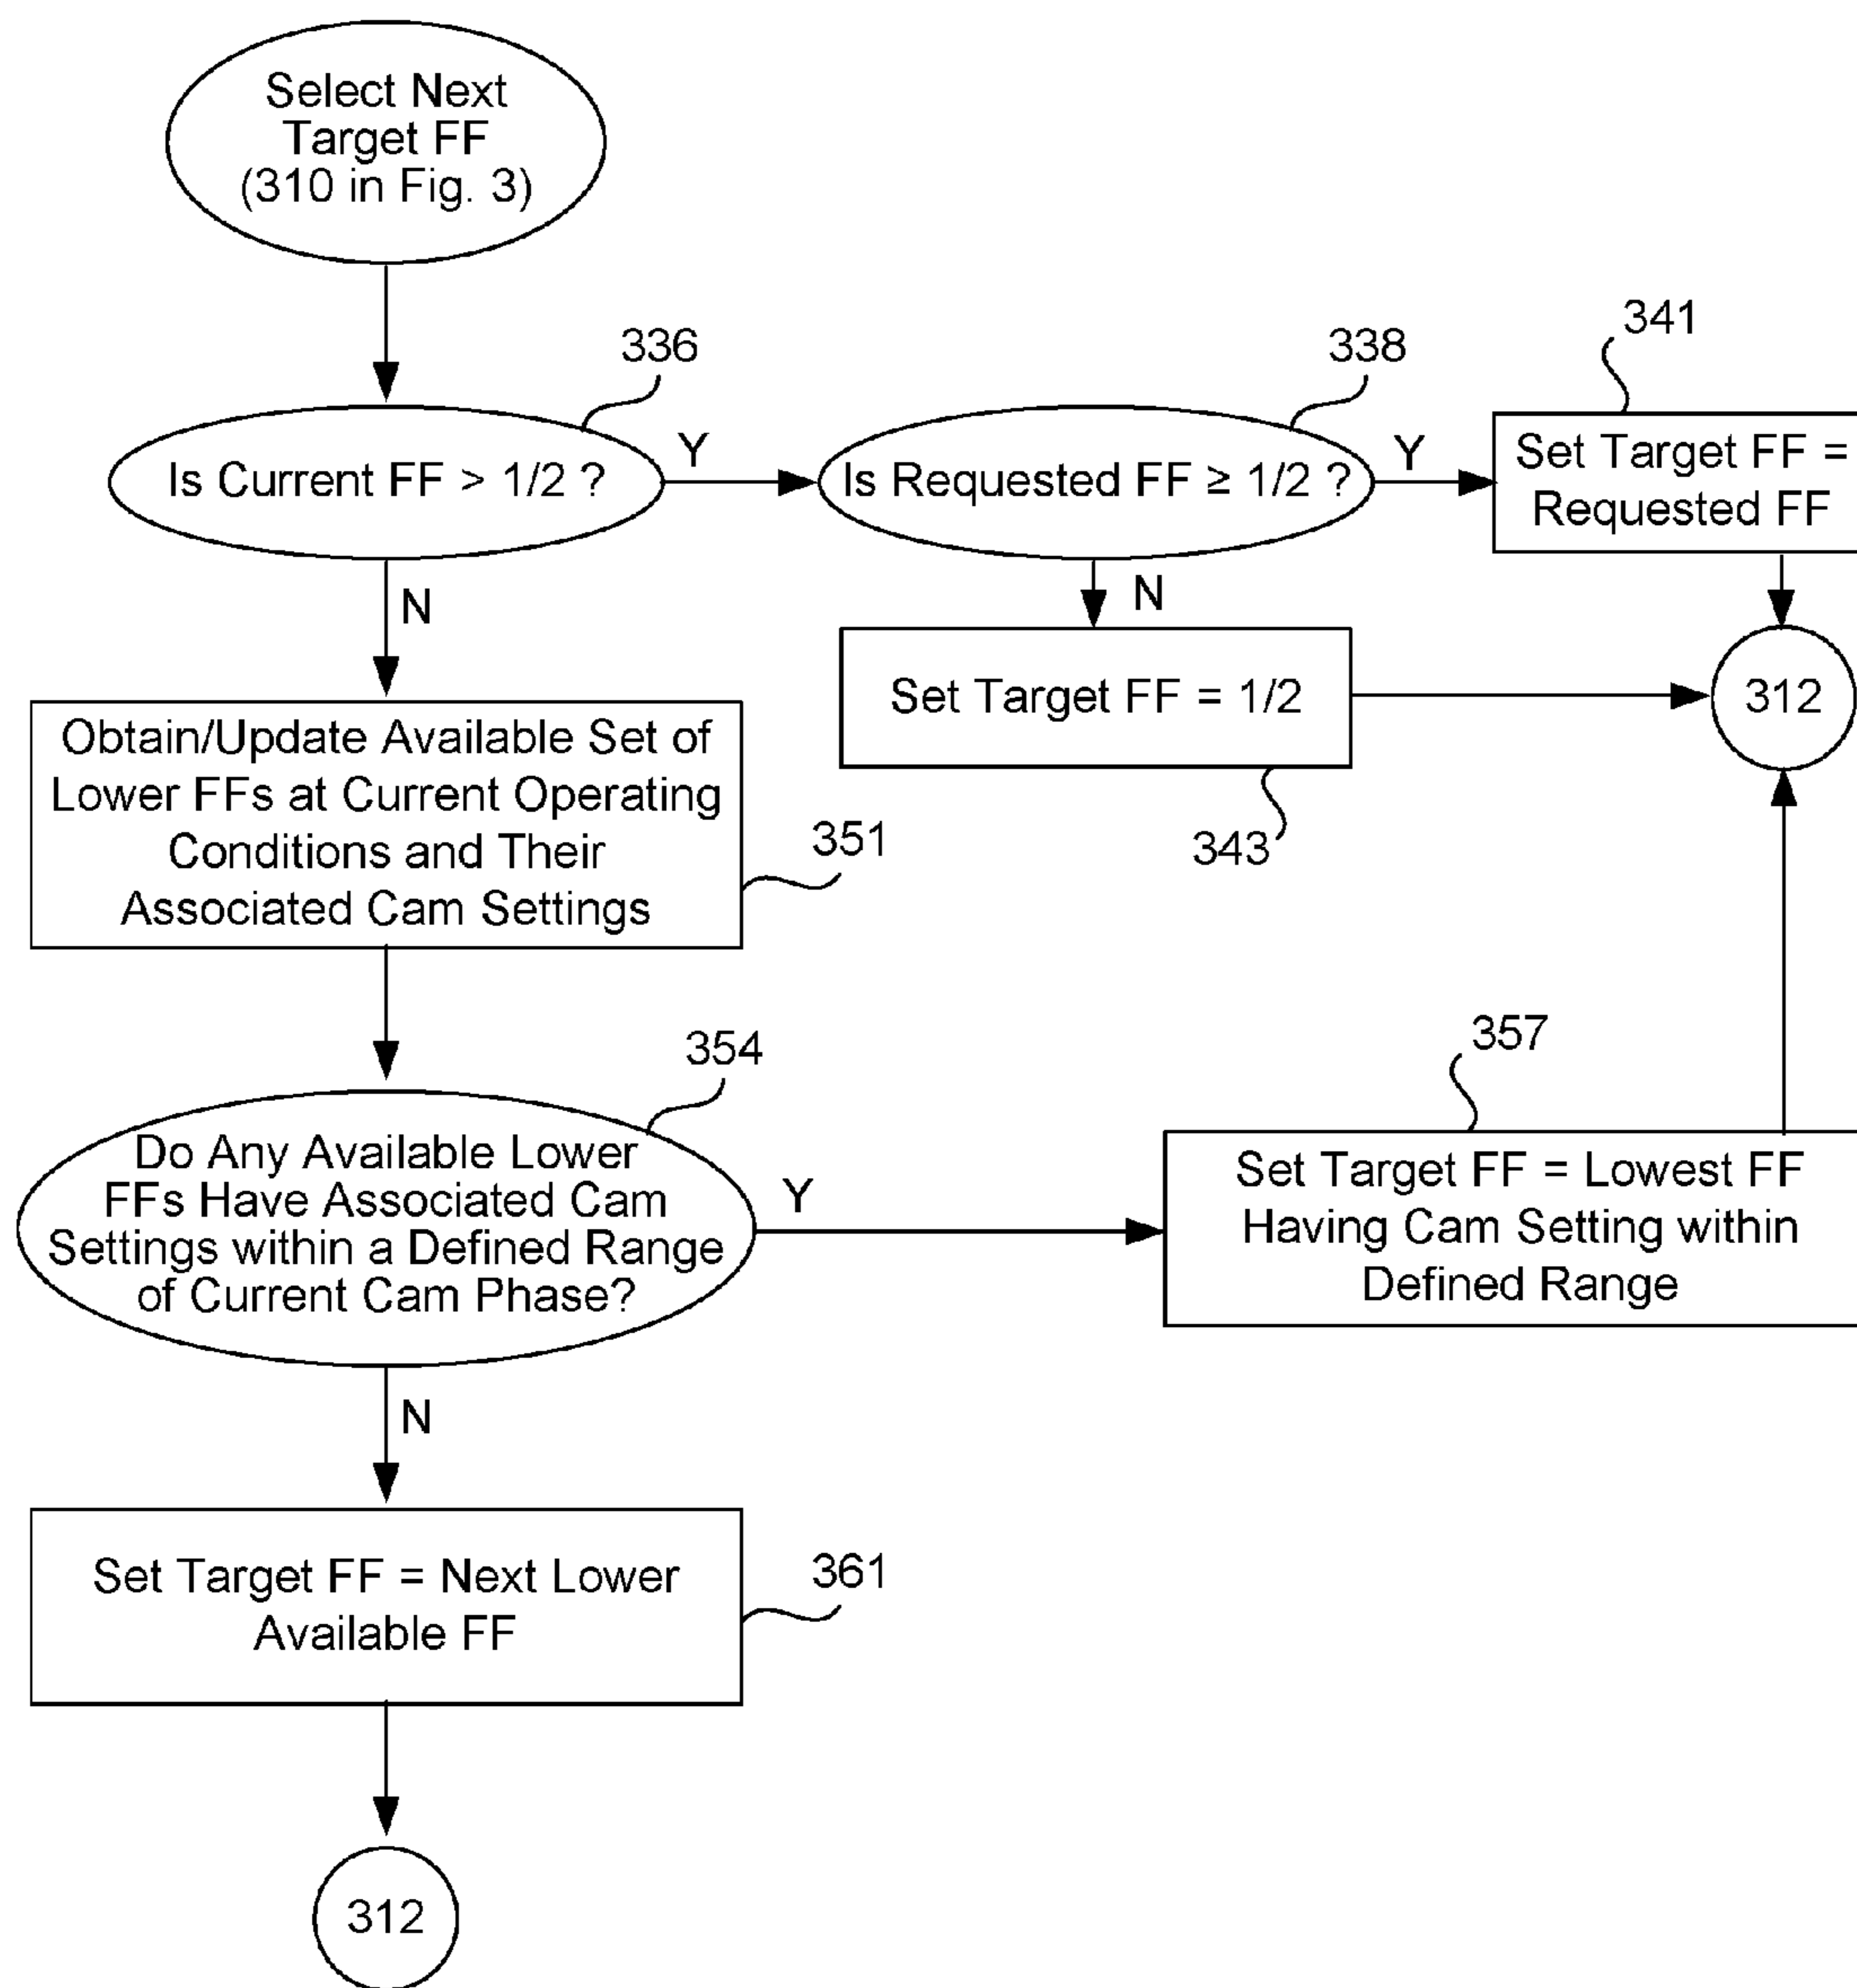 Select Next
Target FF
(310 in Fig. 3)
336
338
341
Is Current FF > 1/2 ?
Y
Is Requested FF ≥ 1/2 ?
Y
Set Target FF =
Requested FF
N
N
Set Target FF = 1/2
312
343
Obtain/Update Available Set of
Lower FFs at Current Operating
Conditions and Their
Associated Cam Settings
351
354
357
Do Any Available Lower
FFs Have Associated Cam
Settings within a Defined Range
of Current Cam Phase?
Y
Set Target FF = Lowest FF
Having Cam Setting within
Defined Range
N
Set Target FF = Next Lower
Available FF
361
312